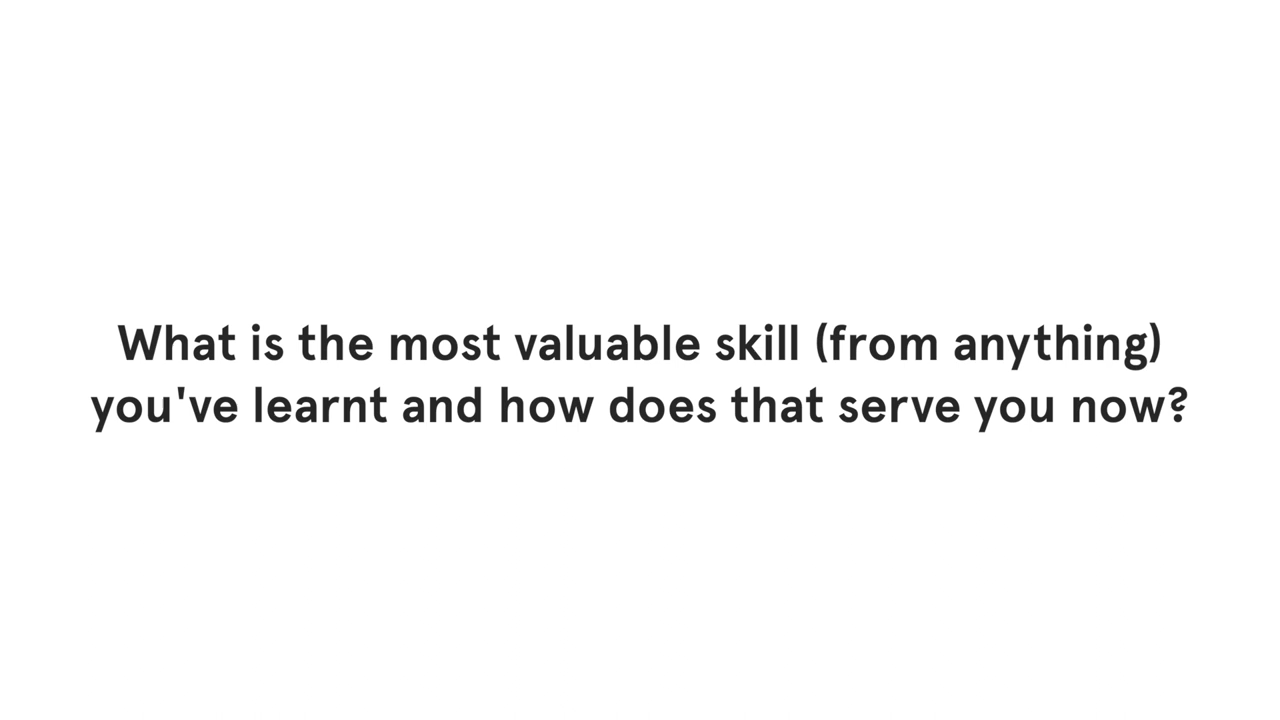 What is the most valuable skill (from anything)
you've learnt and how does that serve you now?